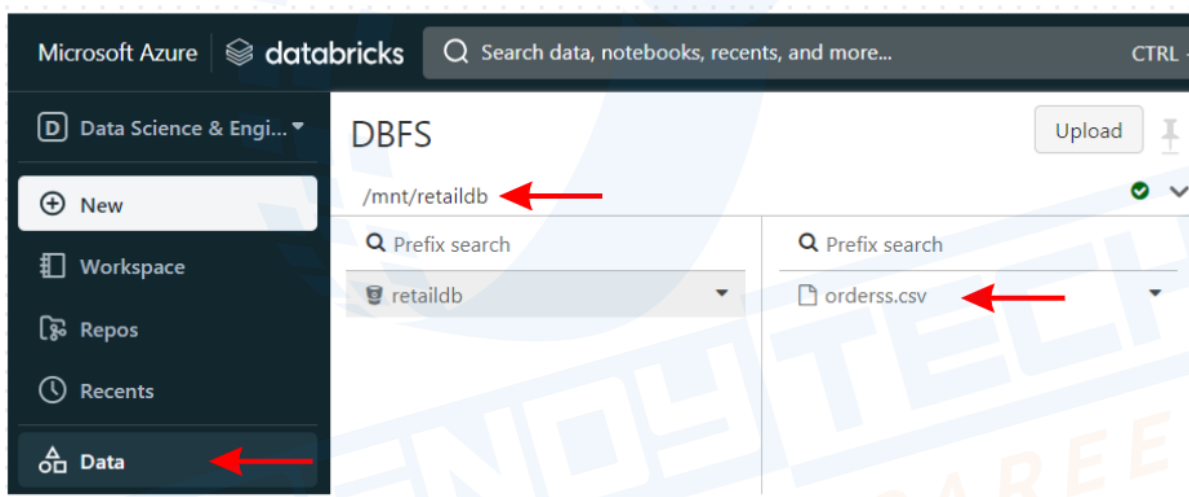 Microsoft Azure databricks Search data, notebooks, recents, and more... CTRL
D Data Science & Engi...
DBFS
Upload
New
/mnt/retaildb
Prefix search Prefix search
Workspace
retaildb orderss.csv
Repos
Recents
Data